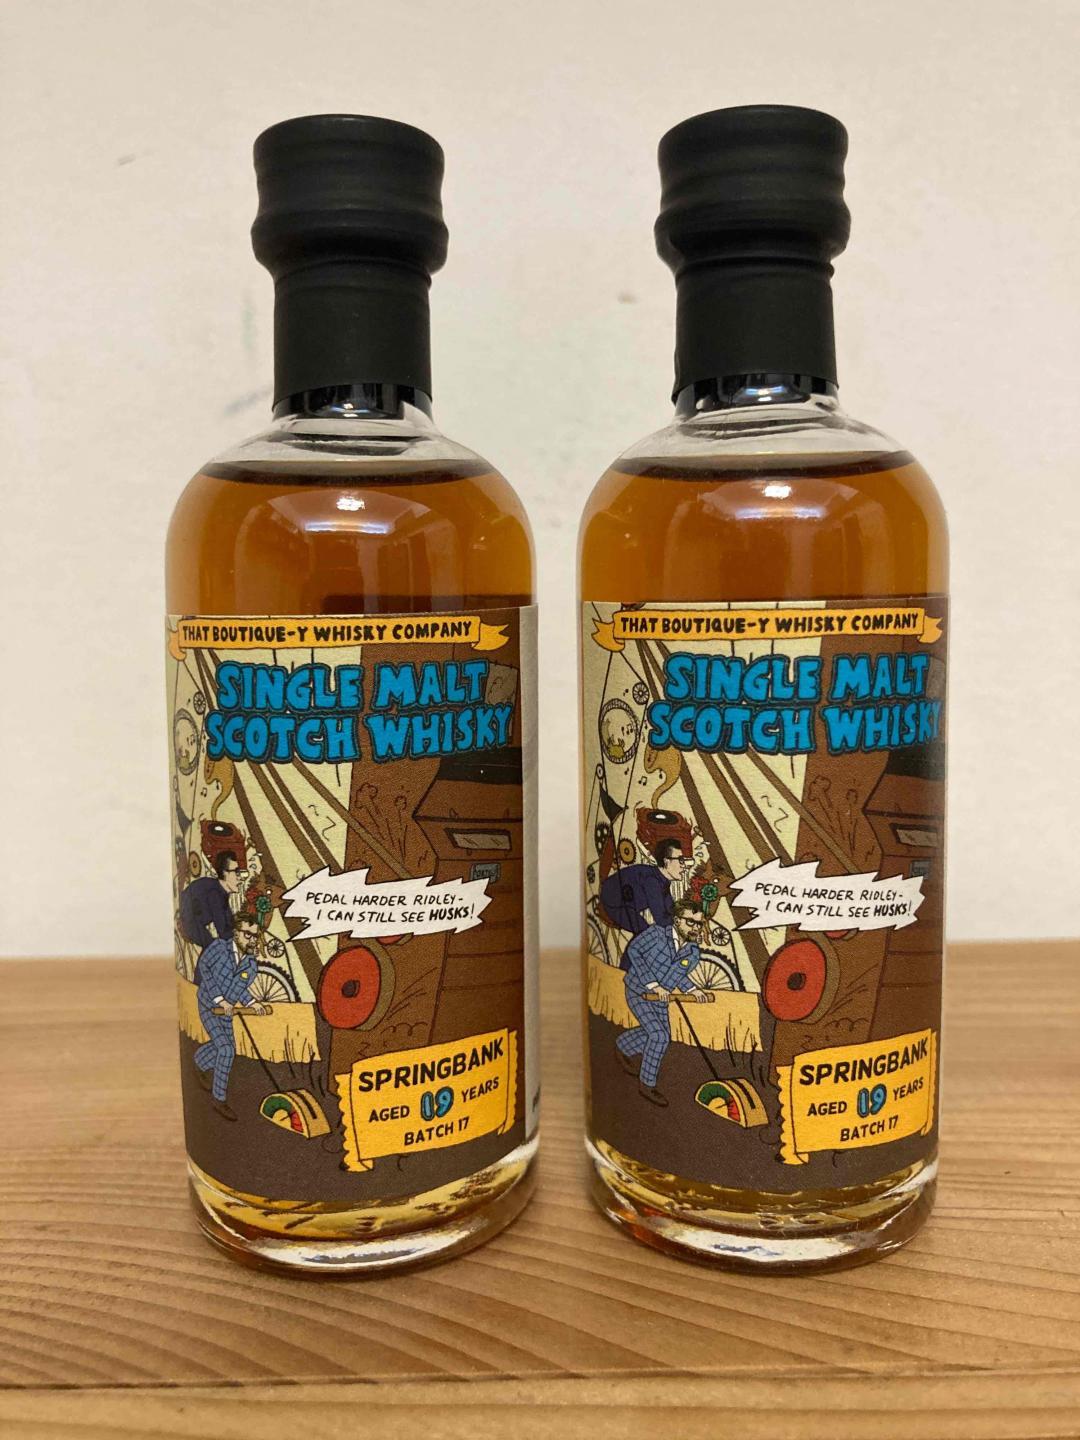 THAT BOUTIQUE-Y WHISKY COMPANY
SINGLE MALT
SCOTCH WHISKY
PEDAL HARDER RIDLEY-
I CAN STILL SEE HUSKS!
SPRINGBANK
AGED 19 YEARS
BATCH 17
THAT BOUTIQUE-Y WHISKY COMPANY
SINGLE MALT
SCOTCH WHISKY
PEDAL HARDER RIDLEY-
I CAN STILL SEE HUSKS!
SPRINGBANK
AGED 19 YEARS
BATCH 17